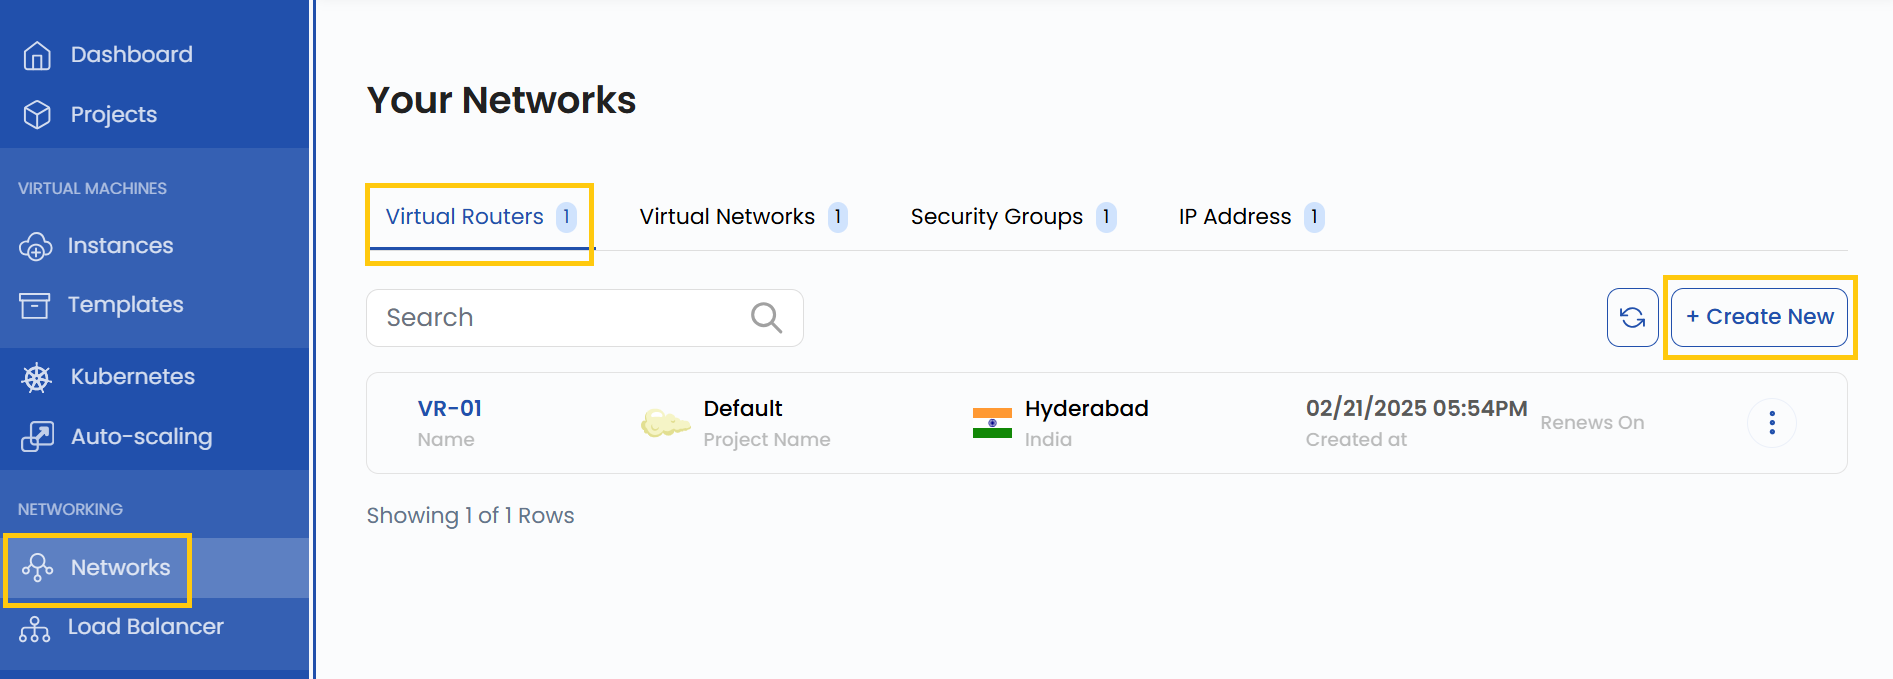 Dashboard
Projects
VIRTUAL MACHINES
Instances
Templates
Kubernetes
Auto-scaling
NETWORKING
Networks
Load Balancer
Your Networks
Virtual Routers 1 Virtual Networks 1 Security Groups 1 IP Address 1
Search
+ Create New
VR-01 Default Hyderabad 02/21/2025 05:54PM Renews On
Name Project Name India Created at
Showing 1 of 1 Rows